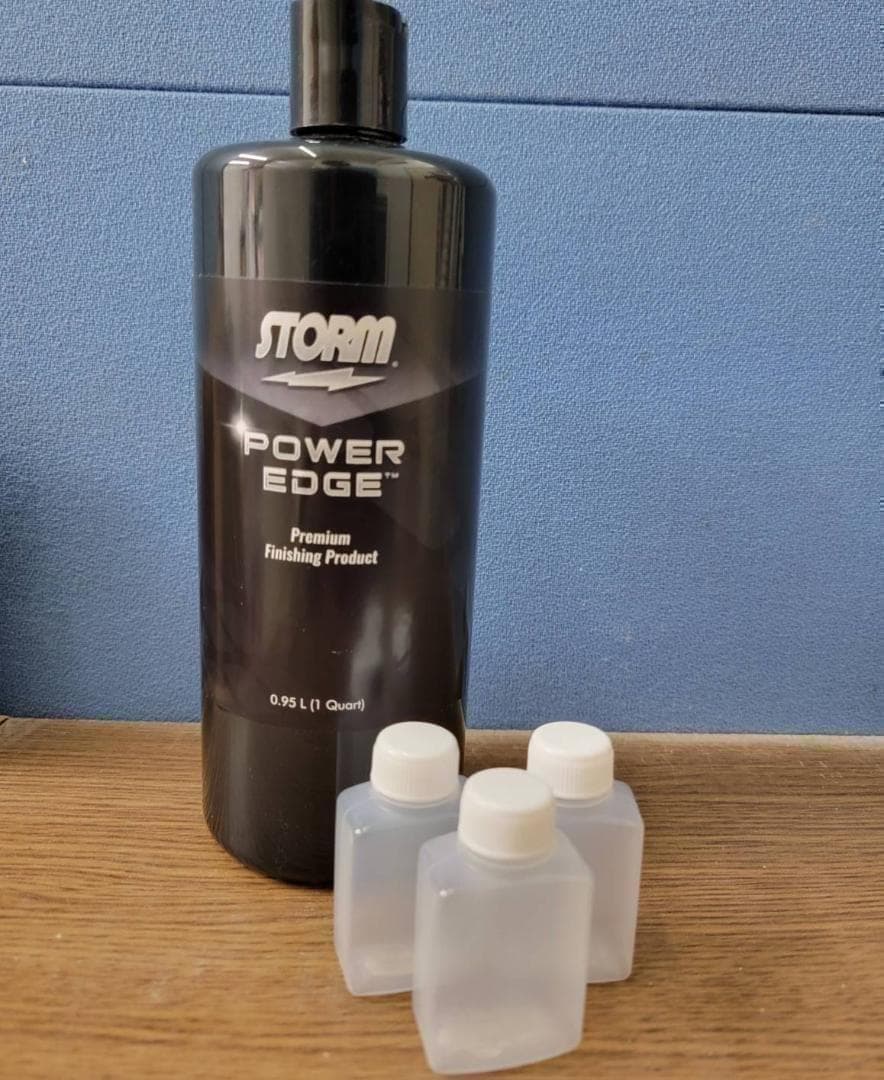 STORM®
POWER
EDGE™
Premium
Finishing Product
0.95 L (1 Quart)